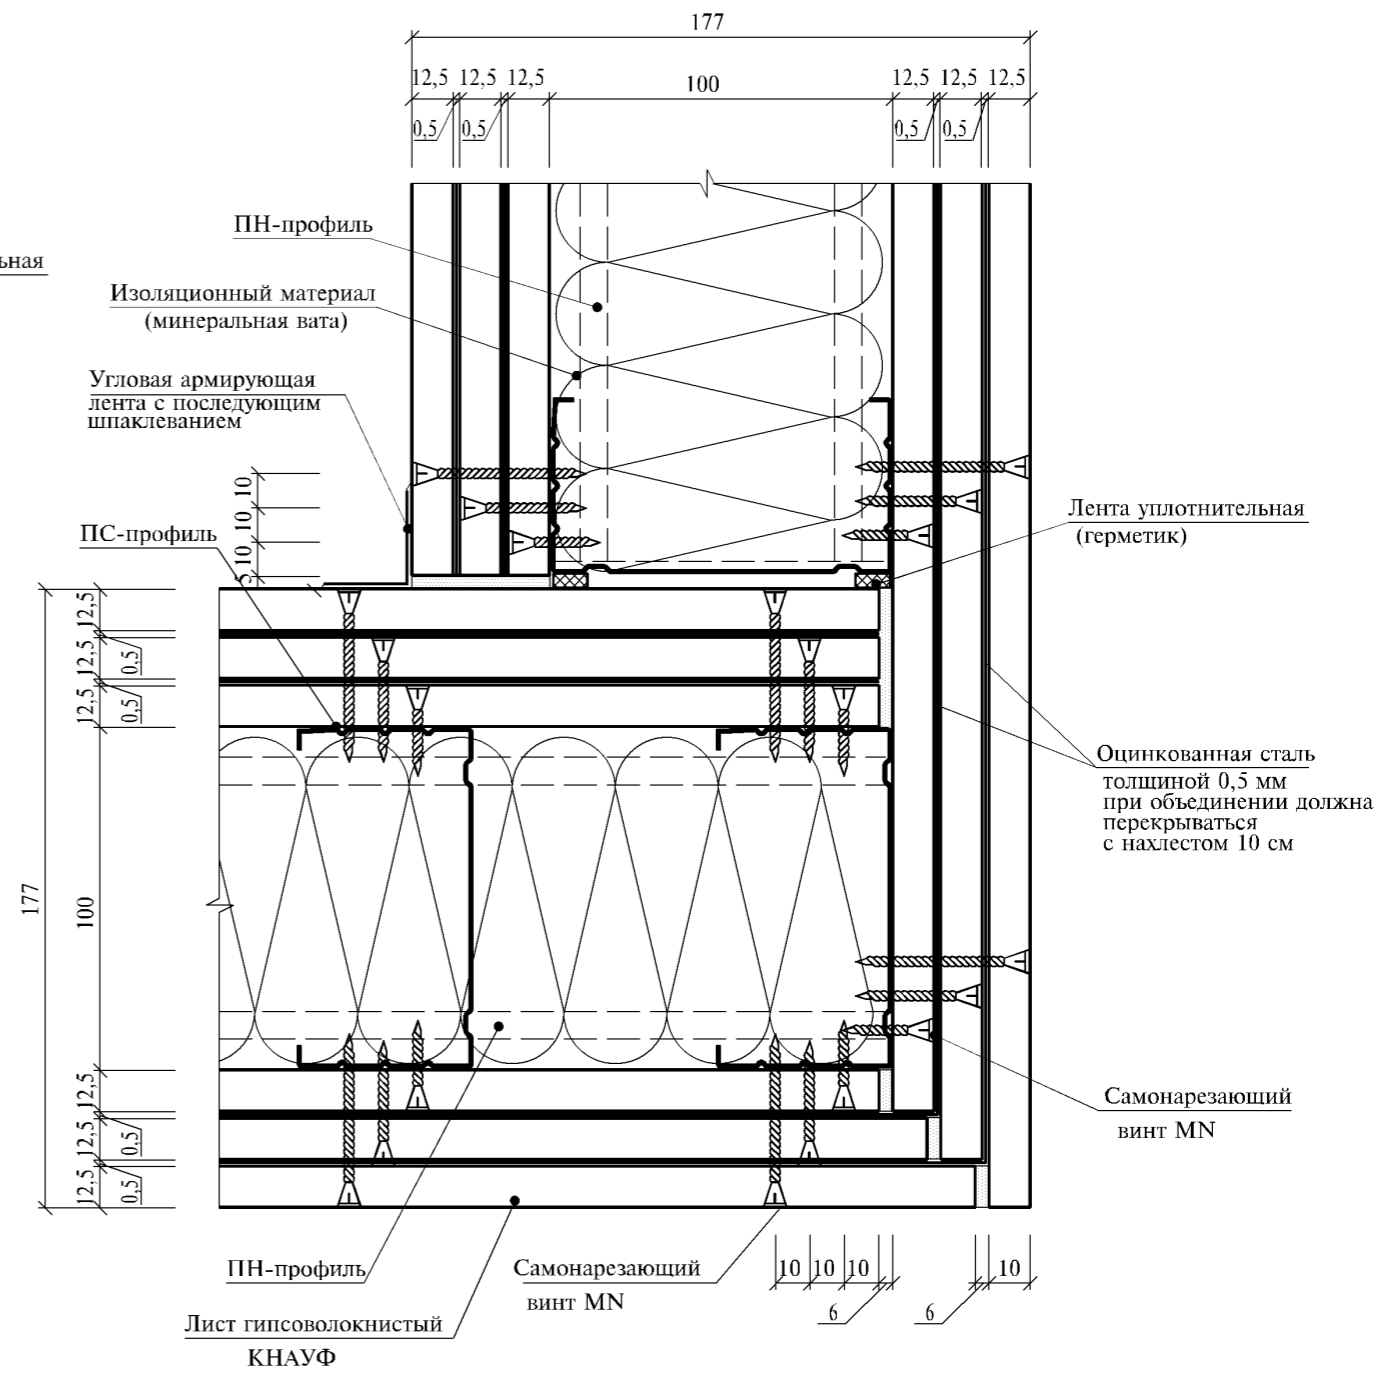 177
12,5 12,5 12,5 100 12,5 12,5 12,5
0,5 0,5 0,5 0,5
ПН-профиль
ьная
Изоляционный материал
(минеральная вата)
Угловая армирующая
лента с последующим
шпаклеванием
10
10
10
5
ПС-профиль
Лента уплотнительная
(герметик)
12,5
12,5
0,5
12,5
0,5
Оцинкованная сталь
толщиной 0,5 мм
при объединении должна
перекрываться
с нахлестом 10 см
177
100
12,5
12,5
0,5
12,5
0,5
Самонарезающий
винт MN
ПН-профиль
Самонарезающий
винт MN
10 10 10 10
6 6
Лист гипсоволокнистый
КНАУФ